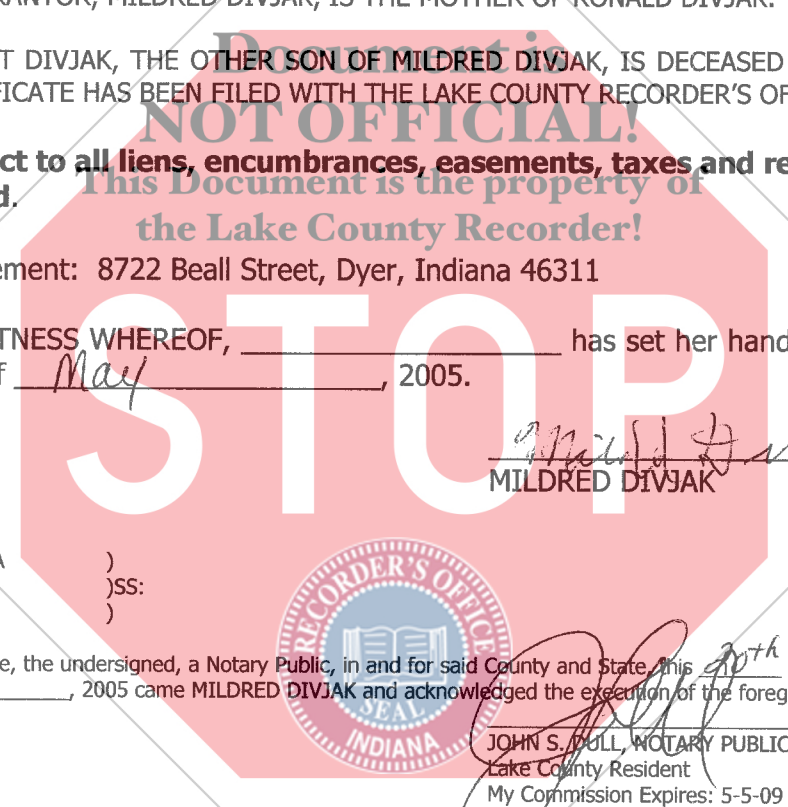 RANTOR, MILDRED DIVJAK, IS THE MOTHER OF RONALD DIVJAK.
T DIVJAK, THE OTHER SON OF MILDRED DIVJAK, IS DECEASED
FICATE HAS BEEN FILED WITH THE LAKE COUNTY RECORDER'S OF
Document is
NOT OFFICIAL!
This Document is the property of
the Lake County Recorder!
ct to all liens, encumbrances, easements, taxes and re
d.
ement: 8722 Beall Street, Dyer, Indiana 46311
TNESS WHEREOF, ____________ has set her hand
f May, 2005.
STOP
Mildred
MILDRED DIVJAK
A )
)SS:
)
RECORDER'S OFFICE
SEAL
INDIANA
e, the undersigned, a Notary Public, in and for said County and State, this 20th
________, 2005 came MILDRED DIVJAK and acknowledged the execution of the foreg
JOHN S. DULL, NOTARY PUBLIC
Lake County Resident
My Commission Expires: 5-5-09